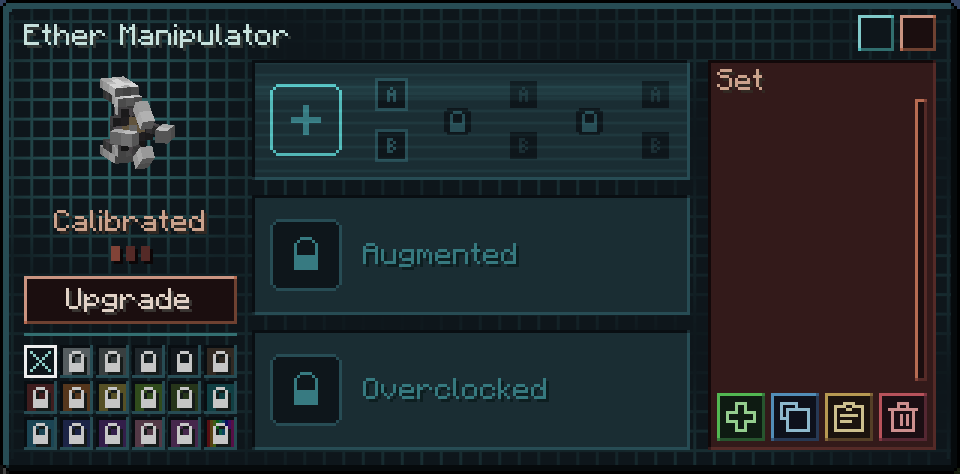 Ether Manipulator
Set
A A A
B B B
Calibrated
Augmented
Upgrade
Overclocked